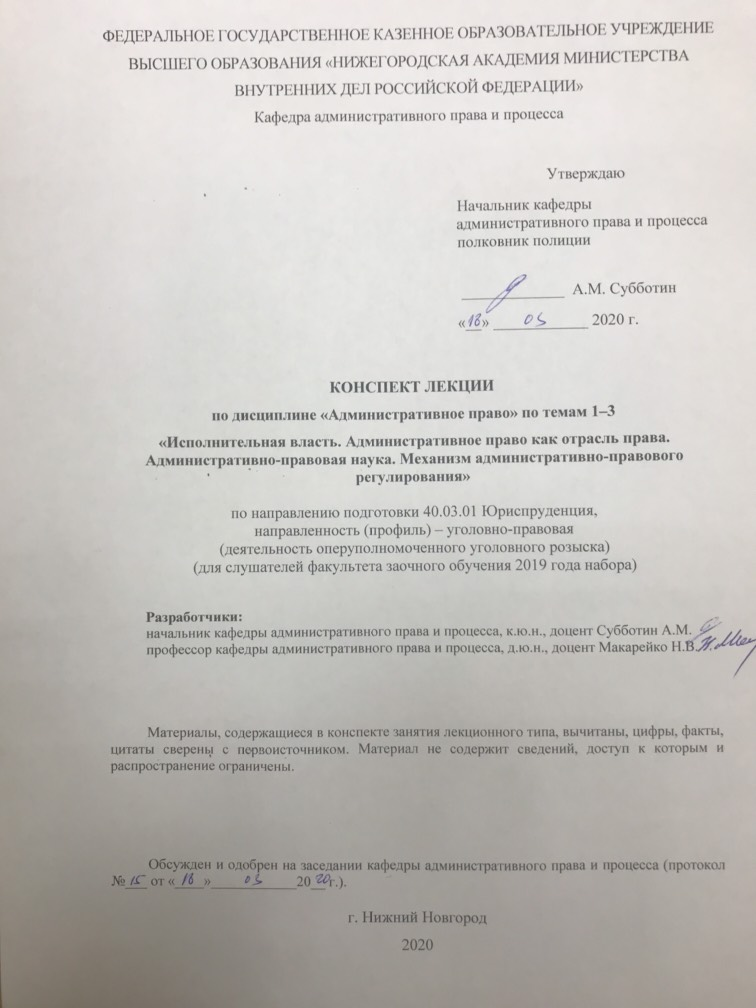 ФЕДЕРАЛЬНОЕ ГОСУДАРСТВЕННОЕ КАЗЕННОЕ ОБРАЗОВАТЕЛЬНОЕ УЧРЕЖДЕНИЕ
ВЫСШЕГО ОБРАЗОВАНИЯ «НИЖЕГОРОДСКАЯ АКАДЕМИЯ МИНИСТЕРСТВА
ВНУТРЕННИХ ДЕЛ РОССИЙСКОЙ ФЕДЕРАЦИИ»
Кафедра административного права и процесса
Утверждаю
Начальник кафедры
административного права и процесса
полковник полиции
____________ А.М. Субботин
«18» 03 2020 г.
КОНСПЕКТ ЛЕКЦИИ
по дисциплине «Административное право» по темам 1–3
«Исполнительная власть. Административное право как отрасль права.
Административно-правовая наука. Механизм административно-правового
регулирования»
по направлению подготовки 40.03.01 Юриспруденция,
направленность (профиль) – уголовно-правовая
(деятельность оперуполномоченного уголовного розыска)
(для слушателей факультета заочного обучения 2019 года набора)
Разработчики:
начальник кафедры административного права и процесса, к.ю.н., доцент Субботин А.М.
профессор кафедры административного права и процесса, д.ю.н., доцент Макарейко Н.В.
Материалы, содержащиеся в конспекте занятия лекционного типа, вычитаны, цифры, факты,
цитаты сверены с первоисточником. Материал не содержит сведений, доступ к которым и
распространение ограничены.
Обсужден и одобрен на заседании кафедры административного права и процесса (протокол
№ 15 от « 18 » 03 2020 г.).
г. Нижний Новгород
2020